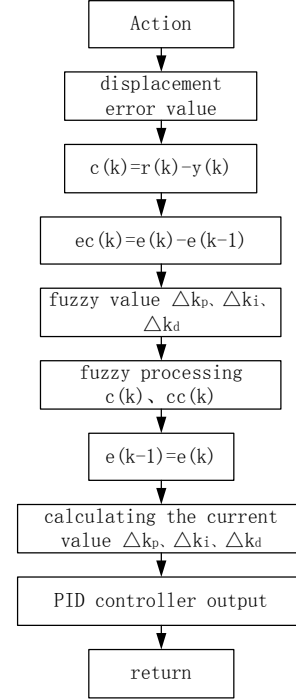 Action
displacement
error value
c(k)=r(k)-y(k)
ec(k)=e(k)-e(k-1)
fuzzy value △kp、△ki、
△kd
fuzzy processing
c(k)、cc(k)
e(k-1)=e(k)
calculating the current
value △kp、△ki、△kd
PID controller output
return